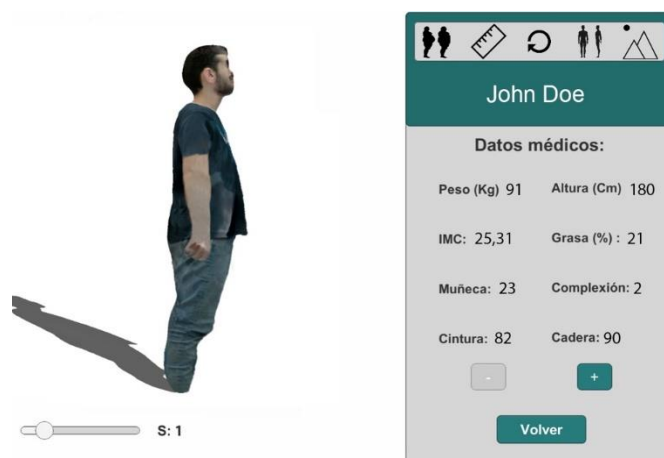 John Doe
Datos médicos:
Peso (Kg) 91 Altura (Cm) 180
IMC: 25,31 Grasa (%) : 21
Muñeca: 23 Complexión: 2
Cintura: 82 Cadera: 90
- +
Volver
S: 1